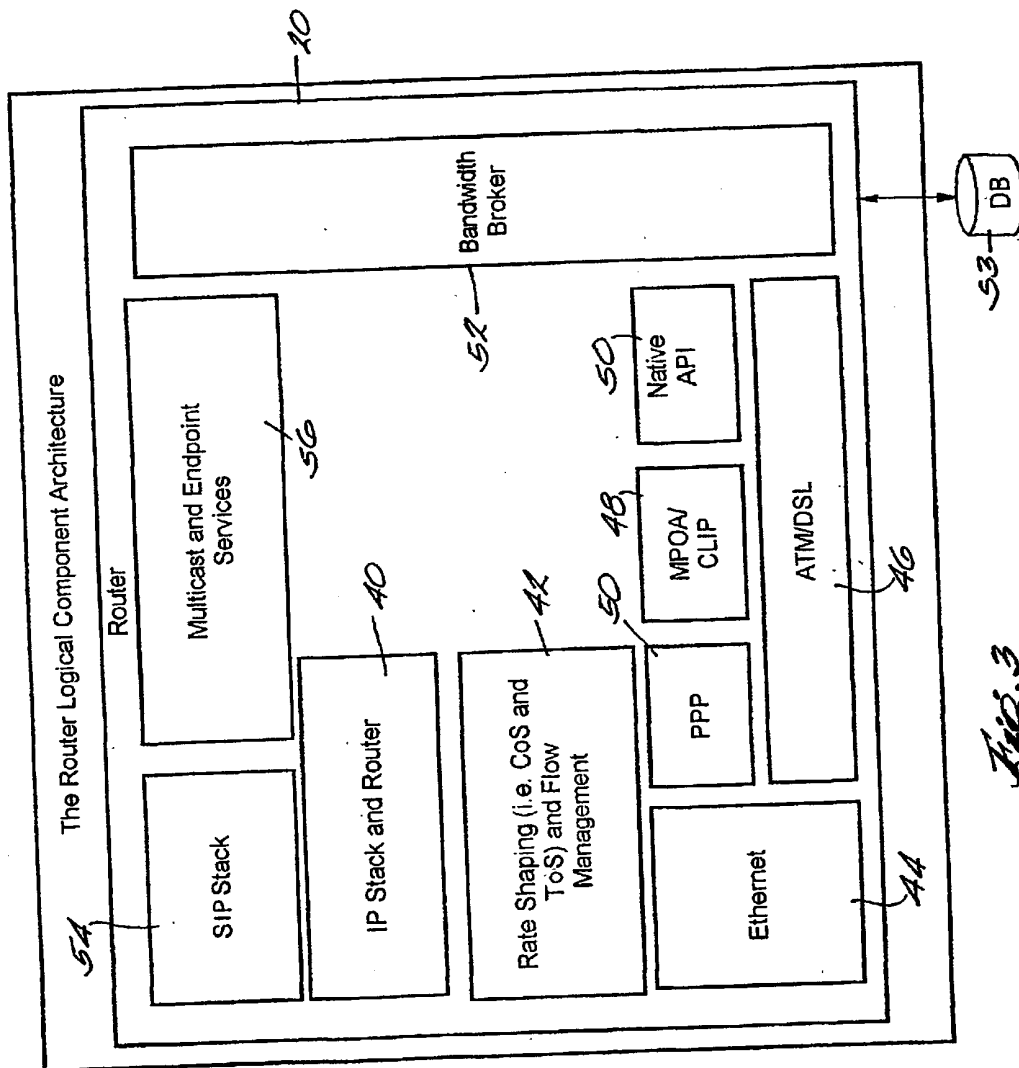 The Router Logical Component Architecture
Router
20
54
SIP Stack
Multicast and Endpoint
Services
56
Bandwidth
Broker
52
IP Stack and Router
40
Rate Shaping (i.e. CoS and
ToS) and Flow
Management
42
50
PPP
48
MPOA/
CLIP
50
Native
API
Ethernet
44
ATM/DSL
46
53
DB
Fig. 3